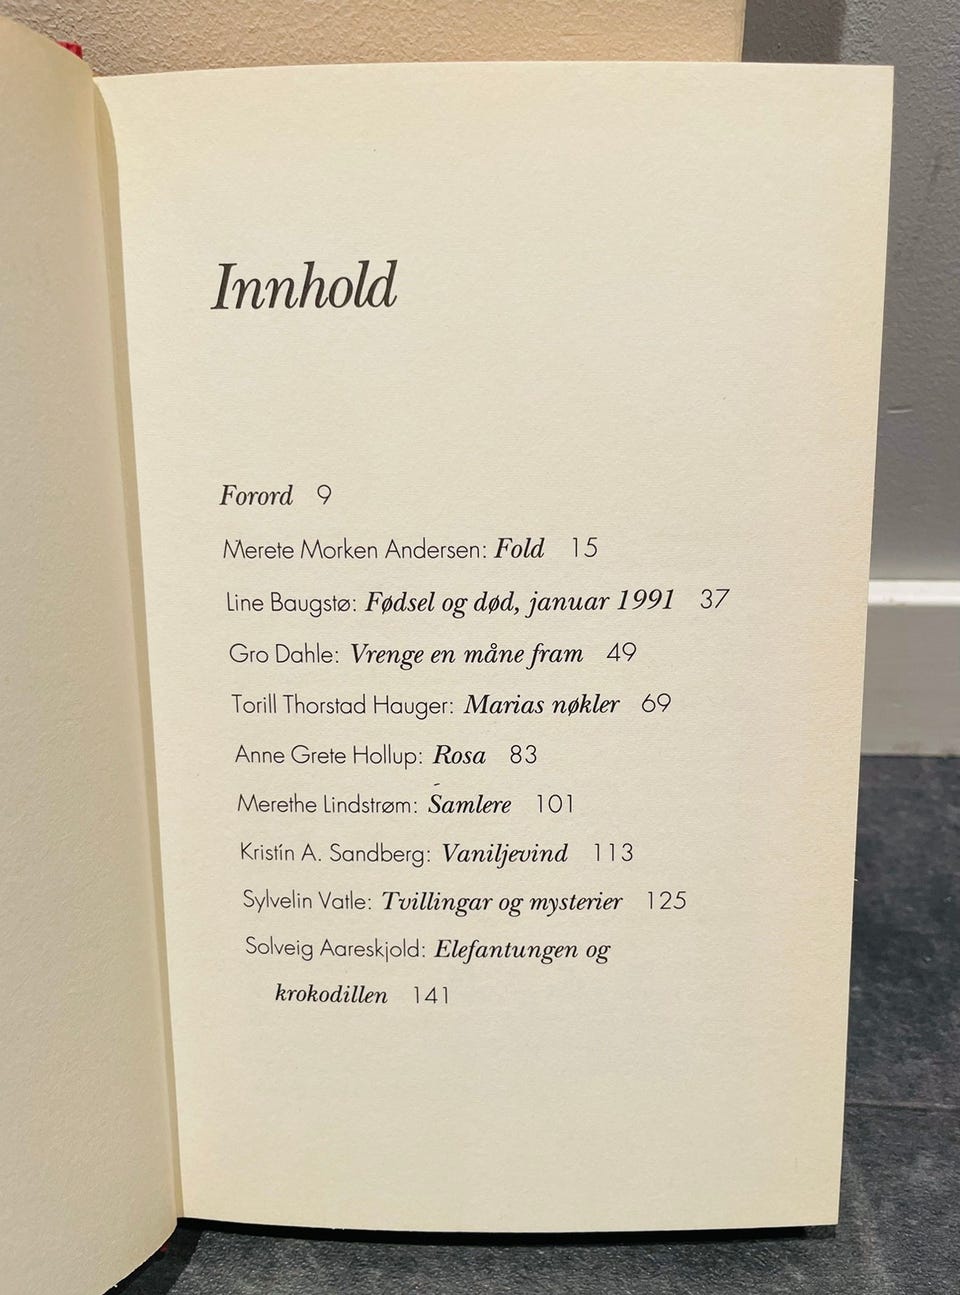 Innhold
Forord 9
Merete Morken Andersen: Fold 15
Line Baugstø: Fødsel og død, januar 1991 37
Gro Dahle: Vrenge en måne fram 49
Torill Thorstad Hauger: Marias nøkler 69
Anne Grete Hollup: Rosa 83
Merethe Lindstrøm: Samlere 101
Kristín A. Sandberg: Vaniljevind 113
Sylvelin Vatle: Tvillingar og mysterier 125
Solveig Aareskjold: Elefantungen og
krokodillen 141